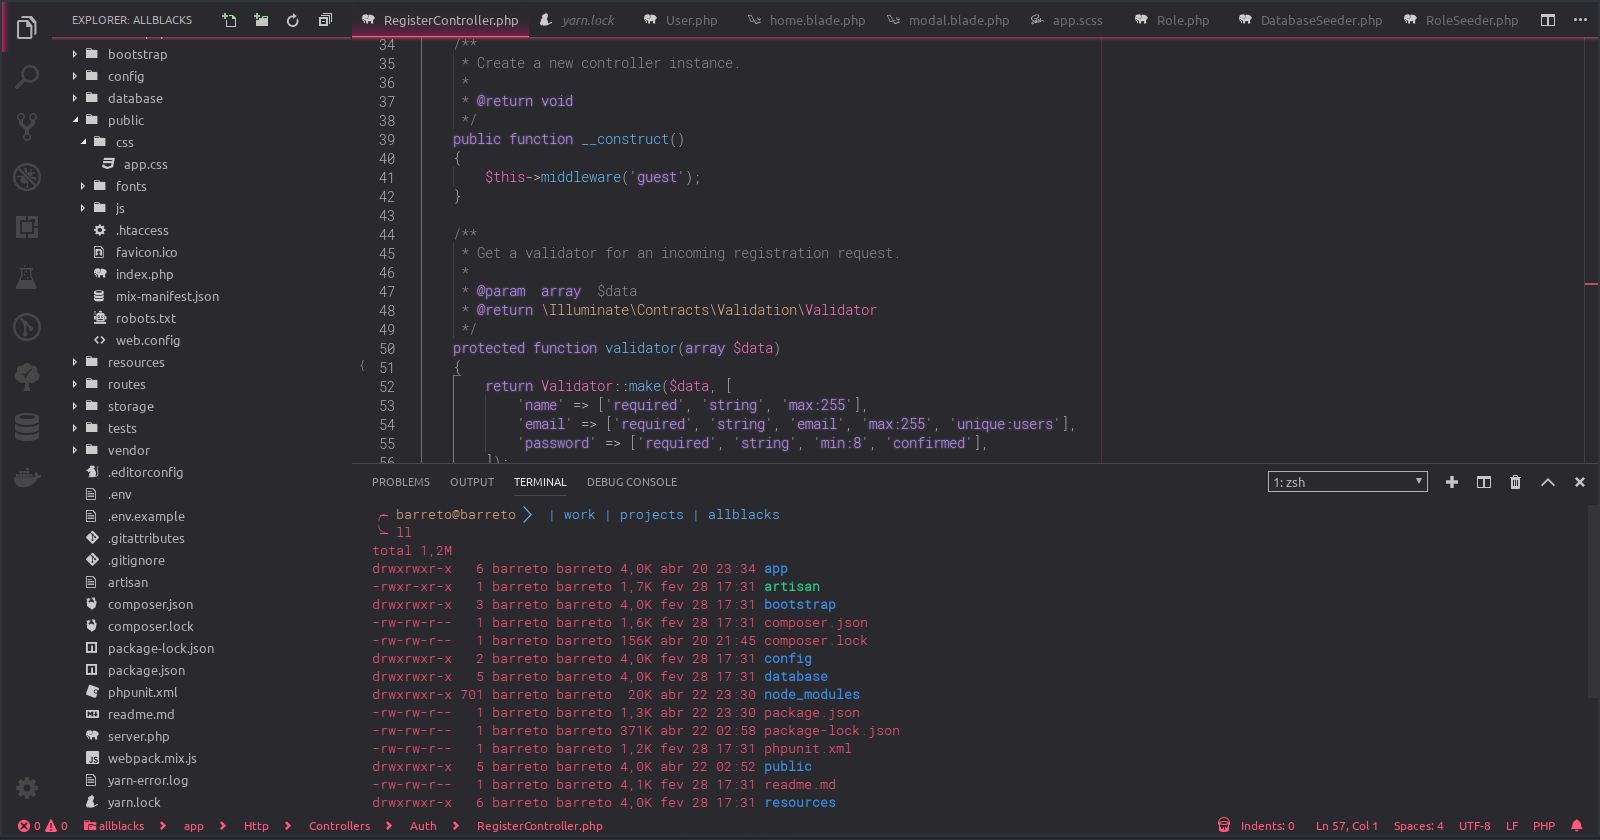 EXPLORER: ALLBLACKS
bootstrap
config
database
public
css
app.css
fonts
js
.htaccess
favicon.ico
index.php
mix-manifest.json
robots.txt
web.config
resources
routes
storage
tests
vendor
.editorconfig
.env
.env.example
.gitattributes
.gitignore
artisan
composer.json
composer.lock
package-lock.json
package.json
phpunit.xml
readme.md
server.php
webpack.mix.js
yarn-error.log
yarn.lock
RegisterController.php yarn.lock User.php home.blade.php modal.blade.php app.scss Role.php DatabaseSeeder.php RoleSeeder.php
34 /**
35 * Create a new controller instance.
36 *
37 * @return void
38 */
39 public function __construct()
40 {
41 $this->middleware('guest');
42 }
43
44 /**
45 * Get a validator for an incoming registration request.
46 *
47 * @param  array  $data
48 * @return \Illuminate\Contracts\Validation\Validator
49 */
50 protected function validator(array $data)
51 {
52 return Validator::make($data, [
53 'name' => ['required', 'string', 'max:255'],
54 'email' => ['required', 'string', 'email', 'max:255', 'unique:users'],
55 'password' => ['required', 'string', 'min:8', 'confirmed'],
56 ]);
PROBLEMS OUTPUT TERMINAL DEBUG CONSOLE 1: zsh
barreto@barreto | work | projects | allblacks
ll
total 1,2M
drwxrwxr-x   6 barreto barreto 4,0K abr 20 23:34 app
-rwxr-xr-x   1 barreto barreto 1,7K fev 28 17:31 artisan
drwxrwxr-x   3 barreto barreto 4,0K fev 28 17:31 bootstrap
-rw-rw-r--   1 barreto barreto 1,6K fev 28 17:31 composer.json
-rw-rw-r--   1 barreto barreto 156K abr 20 21:45 composer.lock
drwxrwxr-x   2 barreto barreto 4,0K fev 28 17:31 config
drwxrwxr-x   5 barreto barreto 4,0K fev 28 17:31 database
drwxrwxr-x 701 barreto barreto  20K abr 22 23:30 node_modules
-rw-rw-r--   1 barreto barreto 1,3K abr 22 23:30 package.json
-rw-rw-r--   1 barreto barreto 371K abr 22 02:58 package-lock.json
-rw-rw-r--   1 barreto barreto 1,2K fev 28 17:31 phpunit.xml
drwxrwxr-x   5 barreto barreto 4,0K abr 22 02:52 public
-rw-rw-r--   1 barreto barreto 4,1K fev 28 17:31 readme.md
drwxrwxr-x   6 barreto barreto 4,0K fev 28 17:31 resources
0 0 allblacks > app > Http > Controllers > Auth > RegisterController.php Indents: 0 Ln 57, Col 1 Spaces: 4 UTF-8 LF PHP